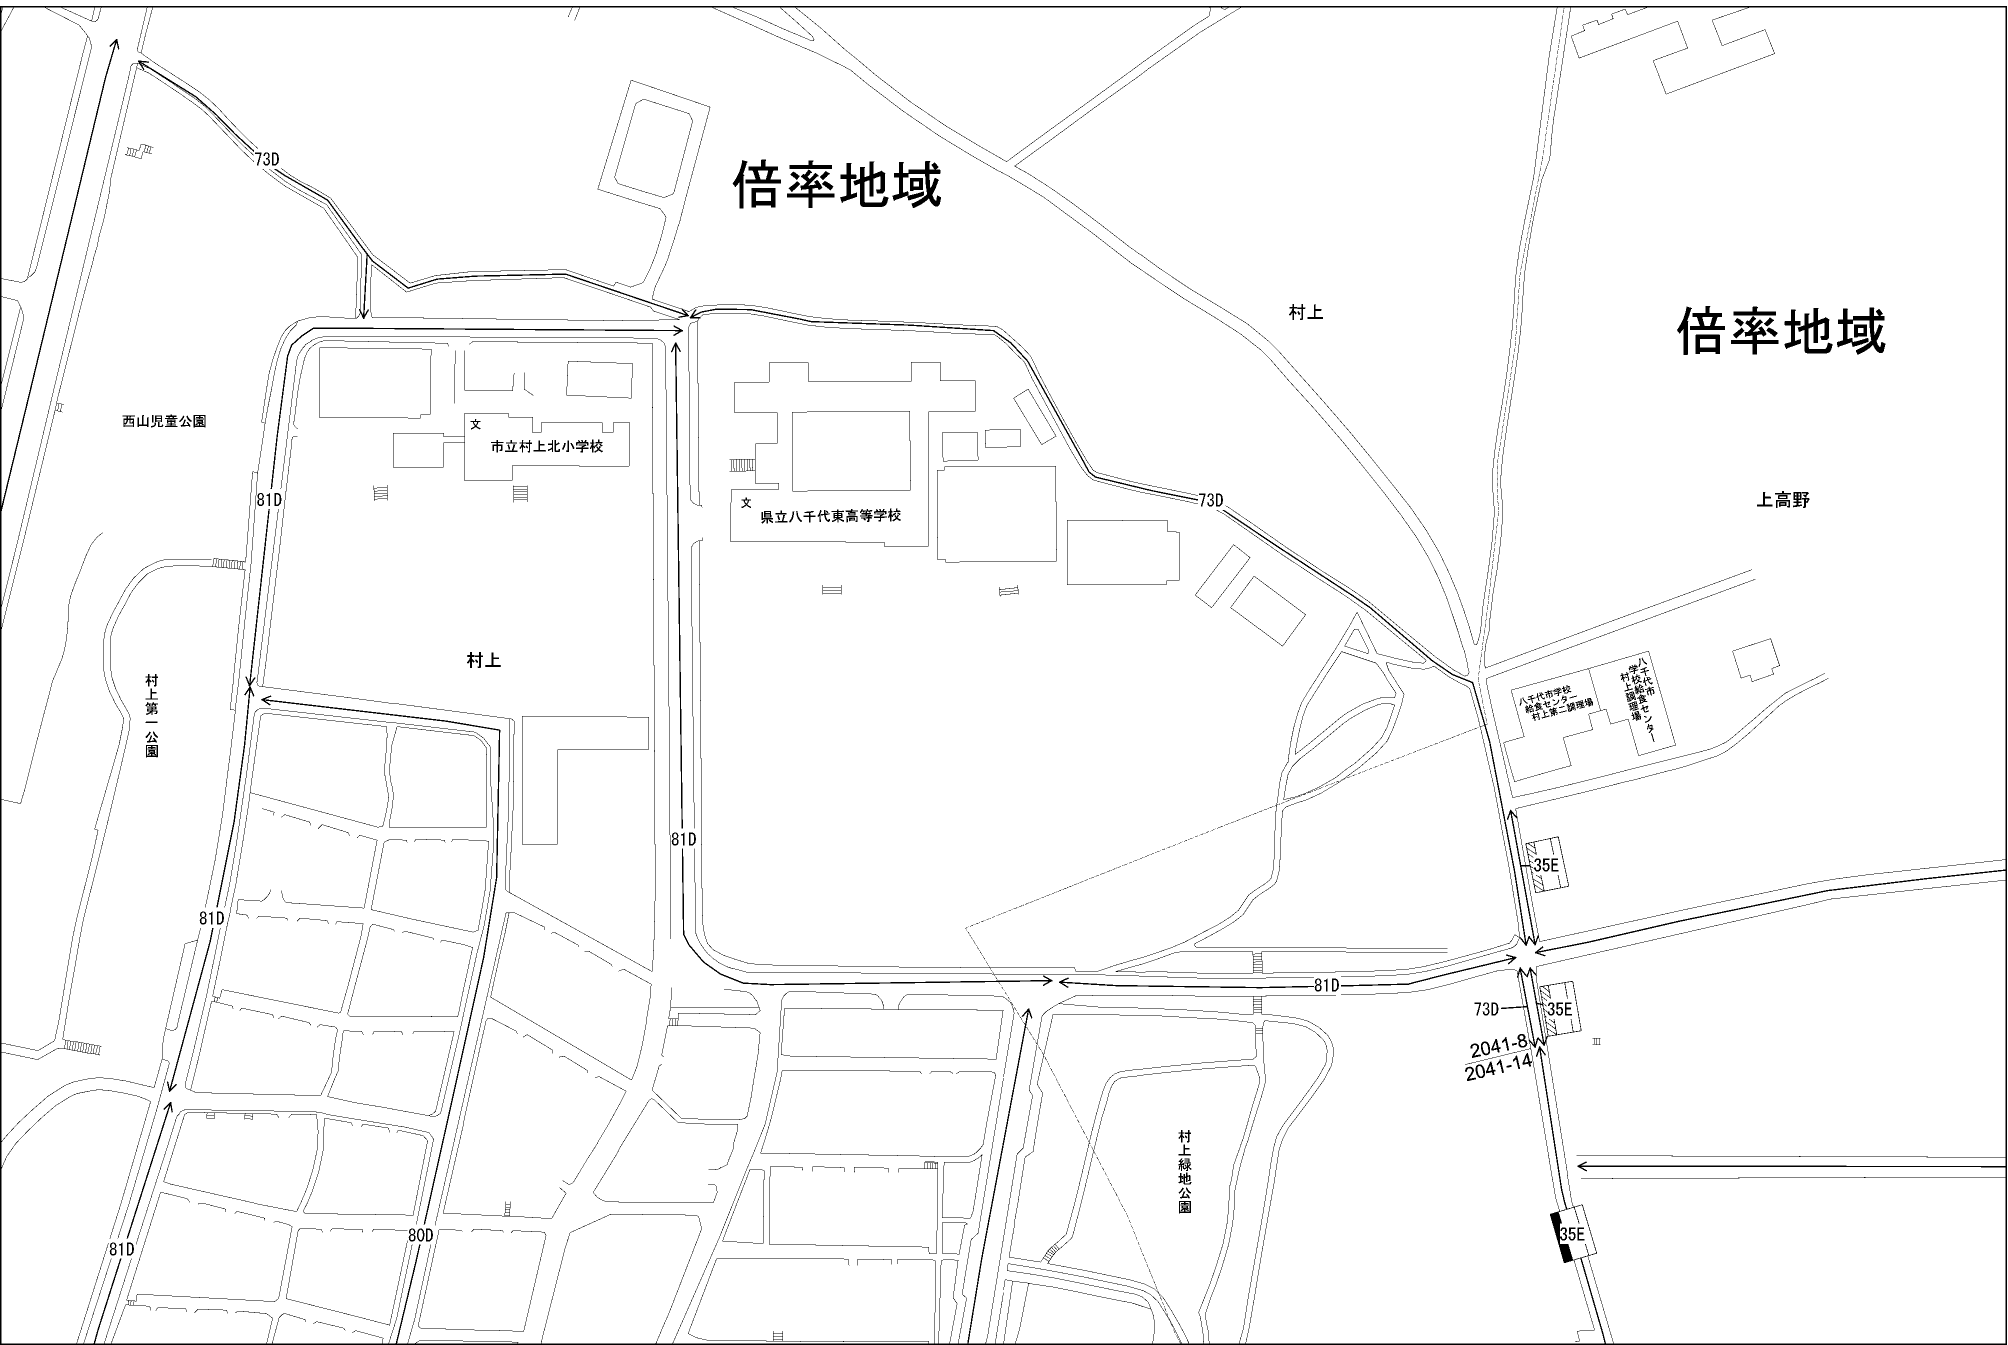 73D
倍率地域
村上
倍率地域
西山児童公園
文
市立村上北小学校
81D
文
県立八千代東高等学校
73D
上高野
村上
村上第一公園
八千代市学校
給食センター
村上第二調理場
八千代市
学校給食センター
村上調理場
81D
35E
81D
81D
73D
35E
2041-8
2041-14
村上緑地公園
81D
80D
35E